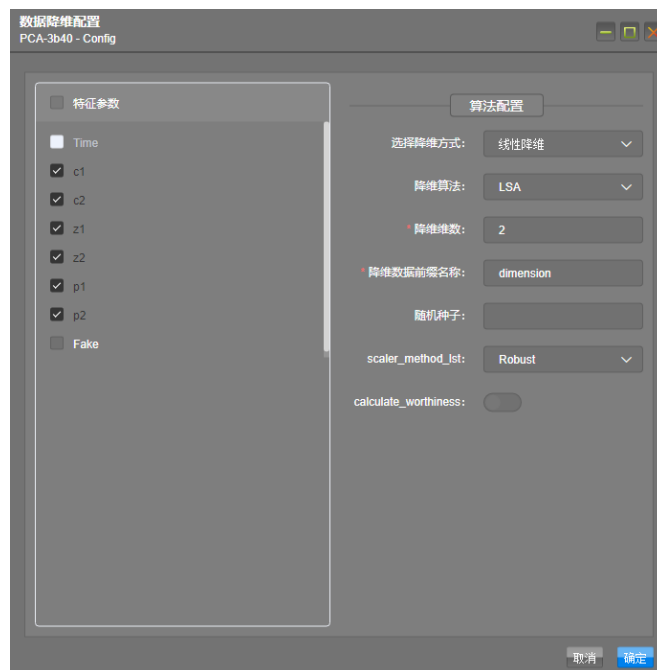 数据降维配置
PCA-3b40 - Config
特征参数
Time
c1
c2
z1
z2
p1
p2
Fake
算法配置
选择降维方式: 线性降维
降维算法: LSA
* 降维维数: 2
* 降维数据前缀名称: dimension
随机种子:
scaler_method_lst: Robust
calculate_worthiness:
取消 确定